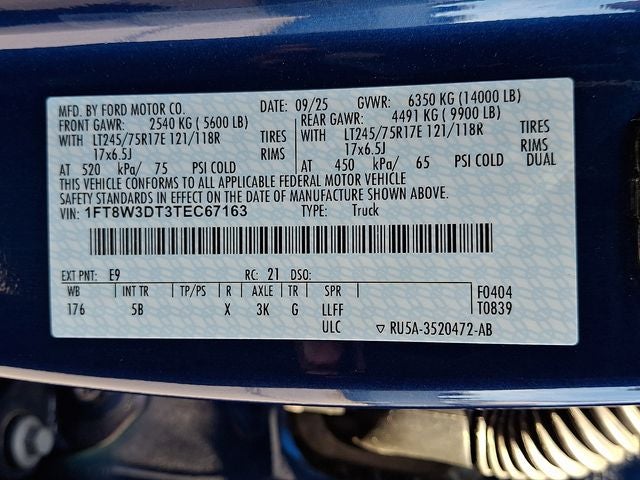 MFD. BY FORD MOTOR CO. DATE: 09/25 GVWR: 6350 KG (14000 LB)
FRONT GAWR: 2540 KG (5600 LB) REAR GAWR: 4491 KG (9900 LB)
WITH LT245/75R17E 121/118R TIRES WITH LT245/75R17E 121/118R TIRES
17x6.5J RIMS 17x6.5J RIMS
AT 520 kPa/ 75 PSI COLD AT 450 kPa/ 65 PSI COLD DUAL
THIS VEHICLE CONFORMS TO ALL APPLICABLE FEDERAL MOTOR VEHICLE
SAFETY STANDARDS IN EFFECT ON THE DATE OF MANUFACTURE SHOWN ABOVE.
VIN: 1FT8W3DT3TEC67163 TYPE: Truck
EXT PNT: E9 RC: 21 DSO:
WB | INT TR | TP/PS | R | AXLE | TR | SPR | F0404
176 5B X 3K G LLFF T0839
ULC ▽ RU5A-3520472-AB